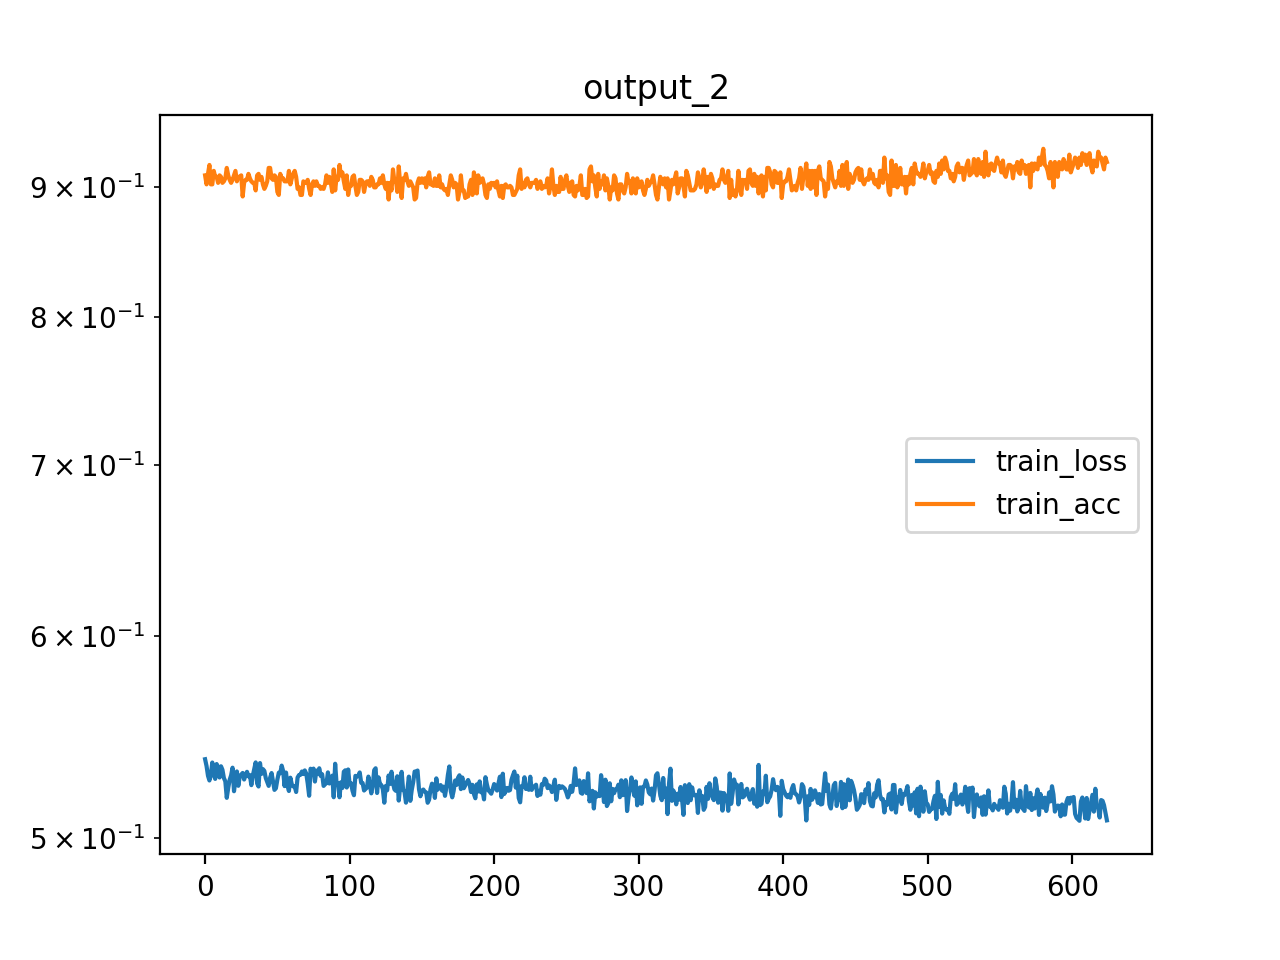 output_2
9 × 10⁻¹
8 × 10⁻¹
7 × 10⁻¹
6 × 10⁻¹
5 × 10⁻¹
train_loss
train_acc
0 100 200 300 400 500 600